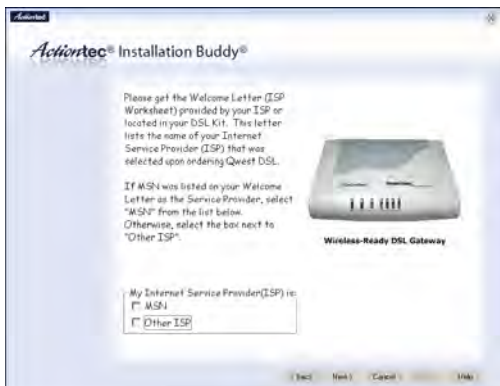 Actiontec
Actiontec® Installation Buddy®
Please get the Welcome Letter (ISP
Worksheet) provided by your ISP or
located in your DSL Kit. This letter
lists the name of your Internet
Service Provider (ISP) that was
selected upon ordering Qwest DSL.
If MSN was listed on your Welcome
Letter as the Service Provider, select
"MSN" from the list below.
Otherwise, select the box next to
"Other ISP".
Wireless-Ready DSL Gateway
My Internet Service Provider(ISP) is:
MSN
Other ISP
< Back Next > Cancel Help